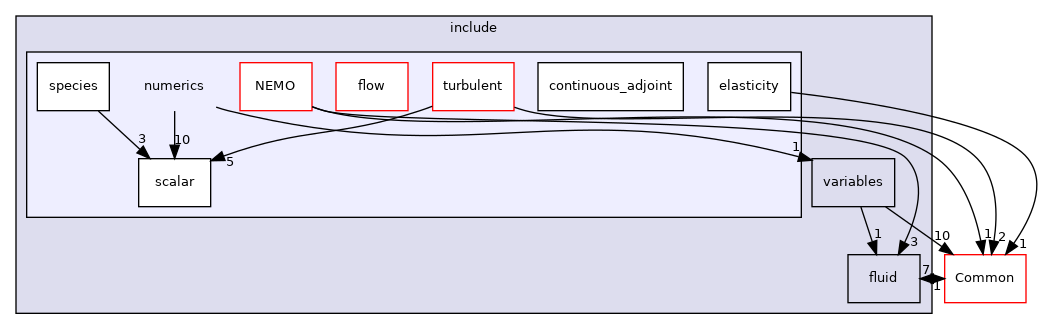 include
species
numerics
NEMO
flow
turbulent
continuous_adjoint
elasticity
3
10
1
5
scalar
variables
1
3
10
1
2
1
7
1
fluid
Common